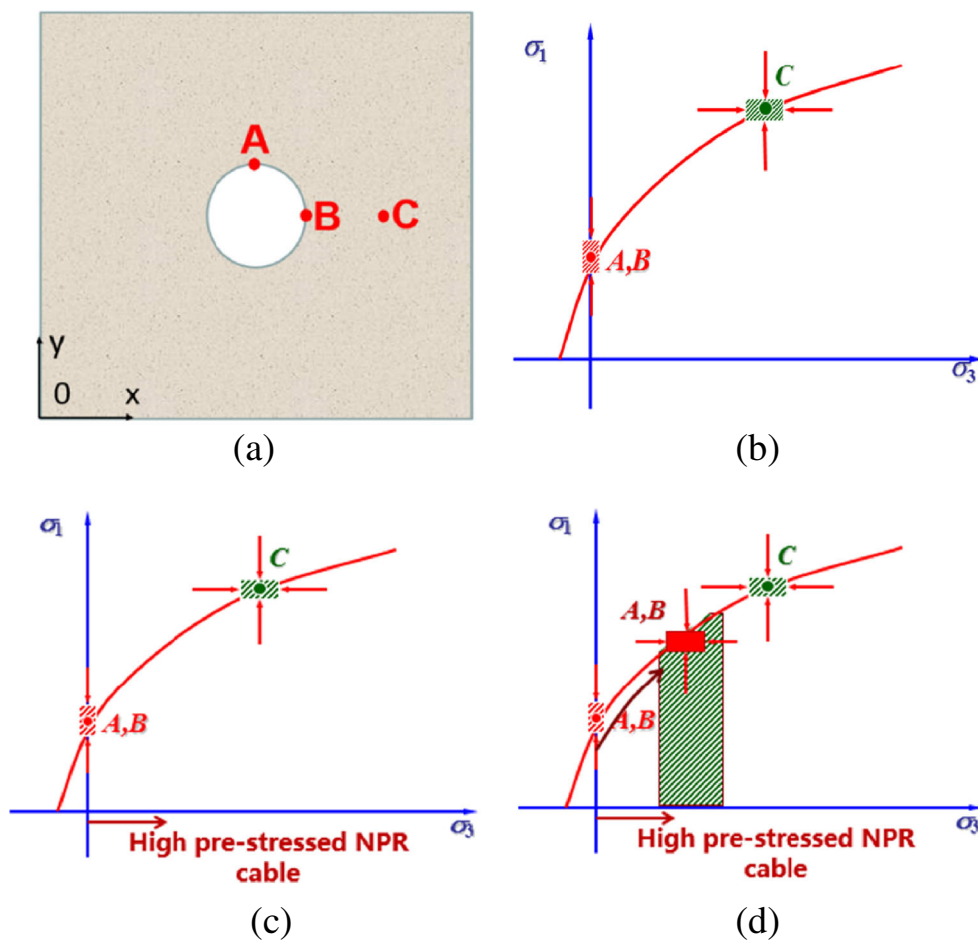 A
B
C
y
0
x
(a)
σ1
C
A,B
σ3
(b)
σ1
C
A,B
σ3
High pre-stressed NPR
cable
(c)
σ1
C
A,B
A,B
σ3
High pre-stressed NPR
cable
(d)